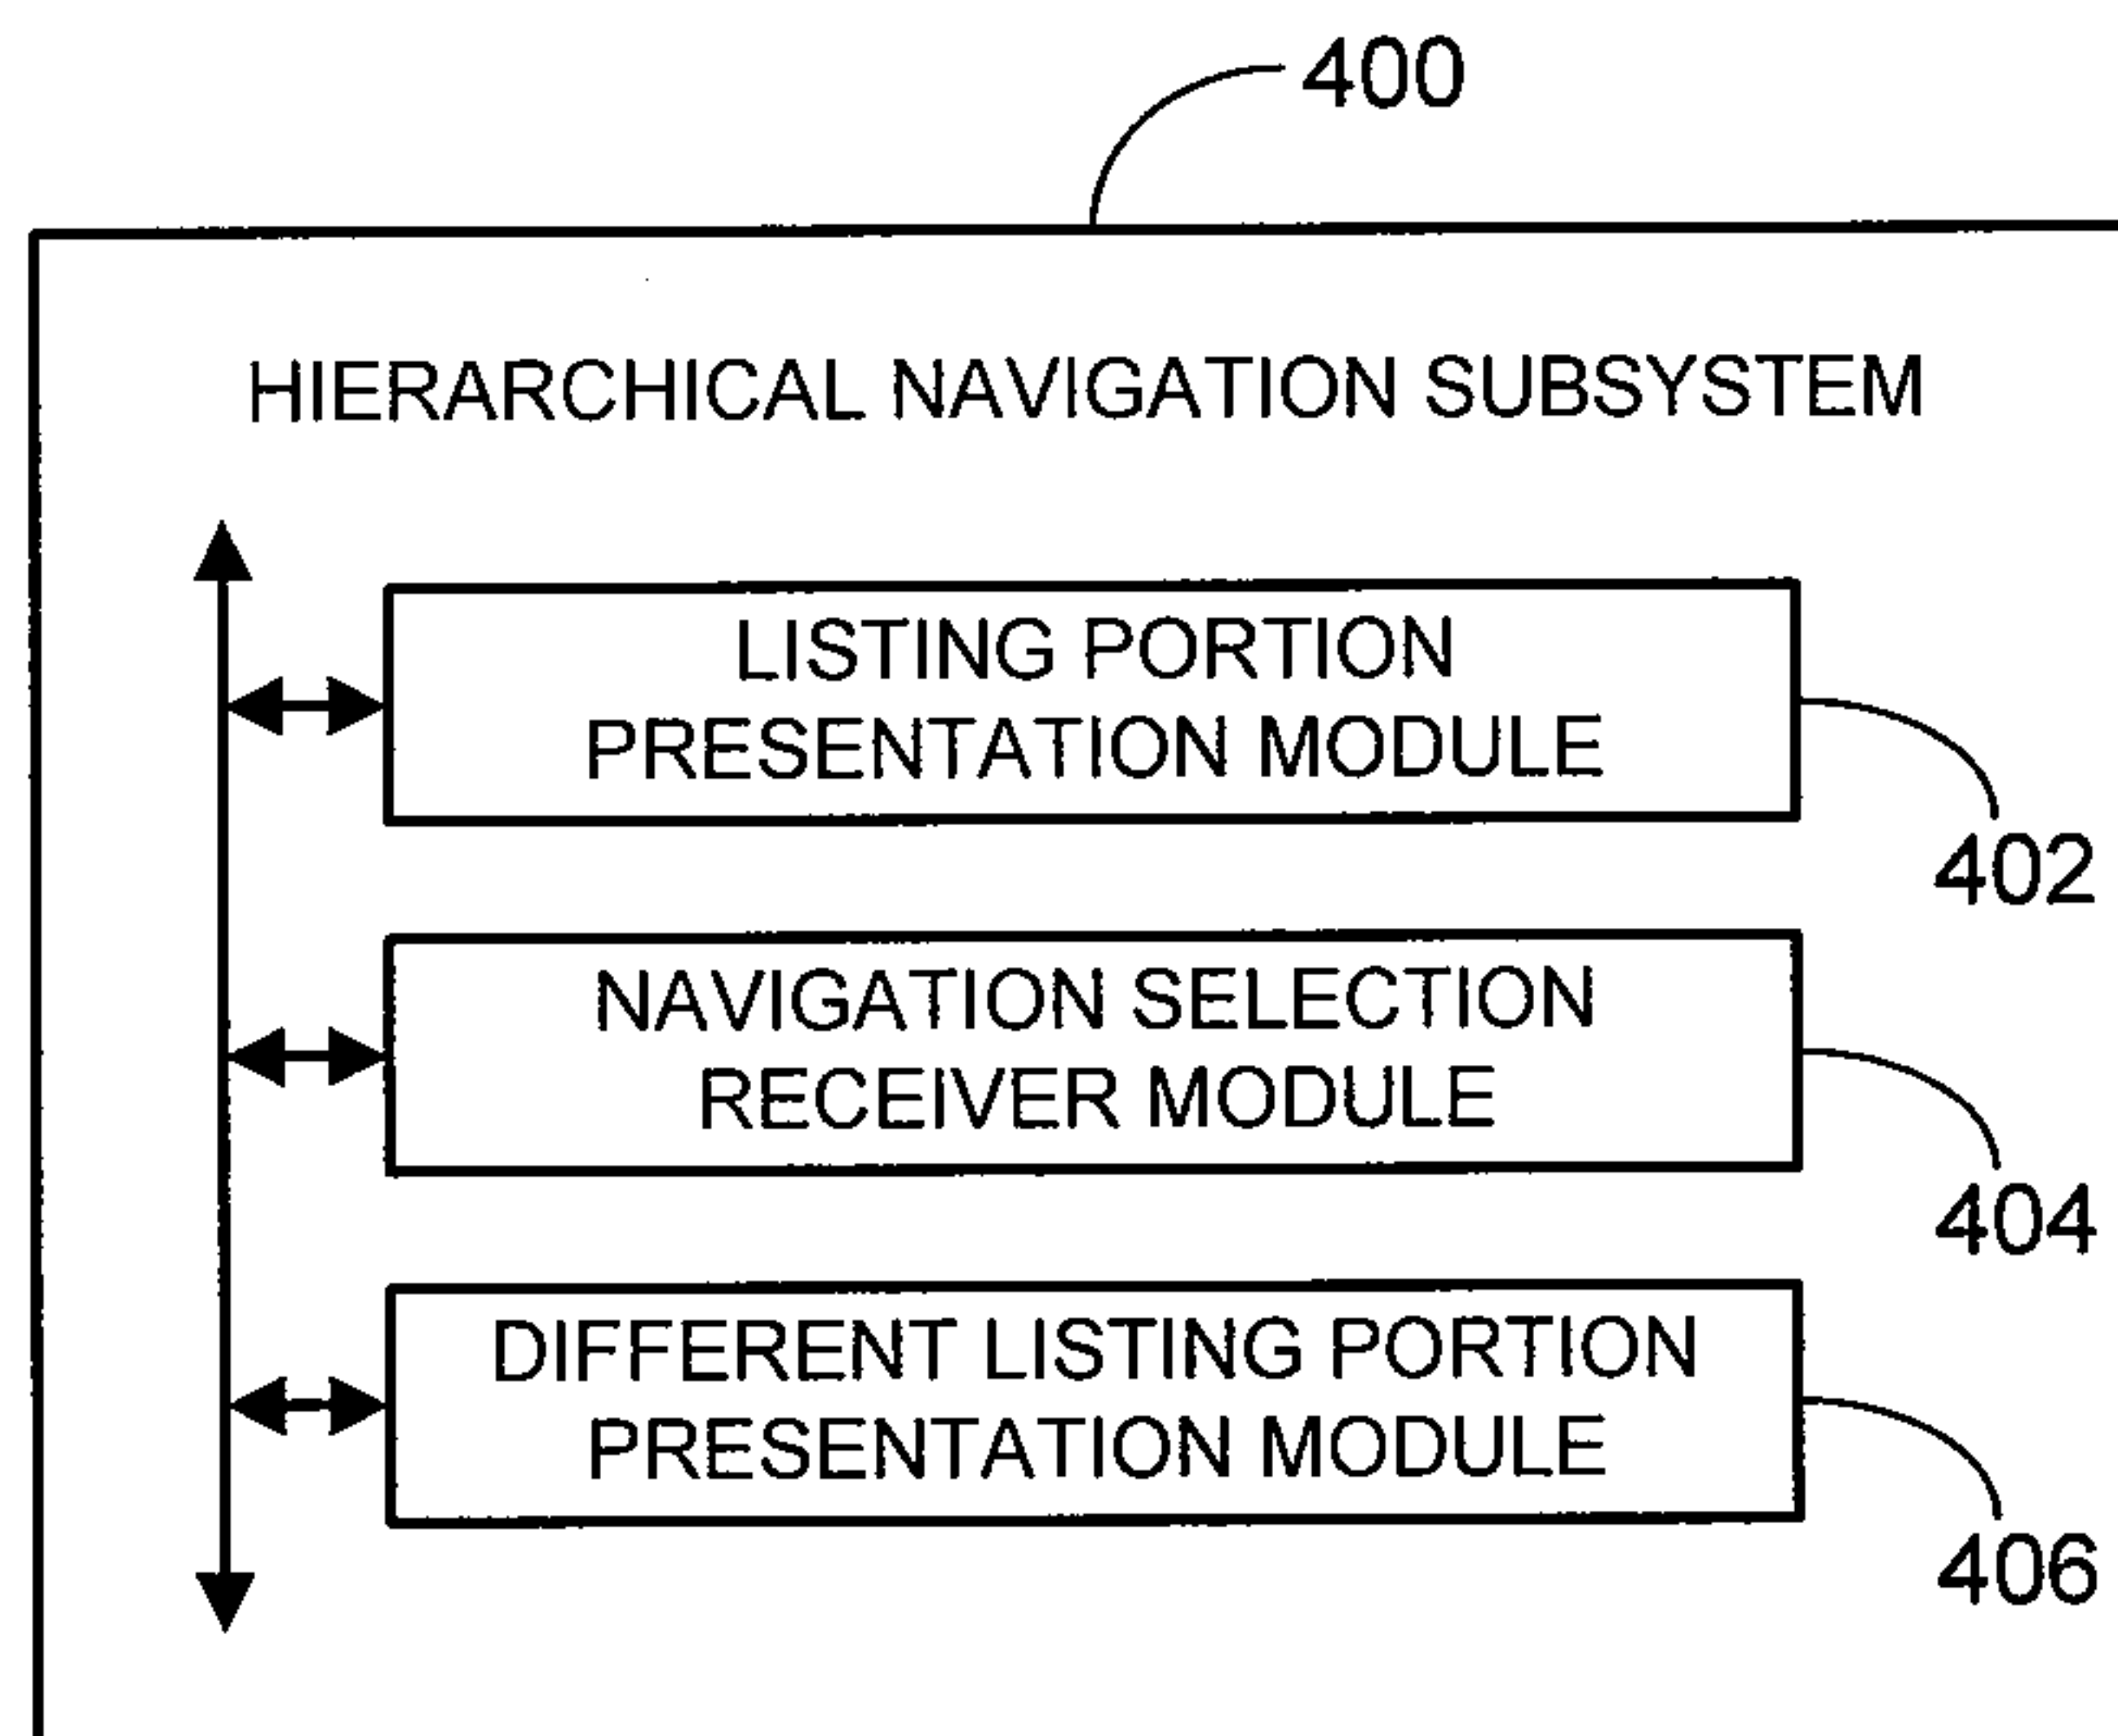 400
HIERARCHICAL NAVIGATION SUBSYSTEM
LISTING PORTION
PRESENTATION MODULE
402
NAVIGATION SELECTION
RECEIVER MODULE
404
DIFFERENT LISTING PORTION
PRESENTATION MODULE
406